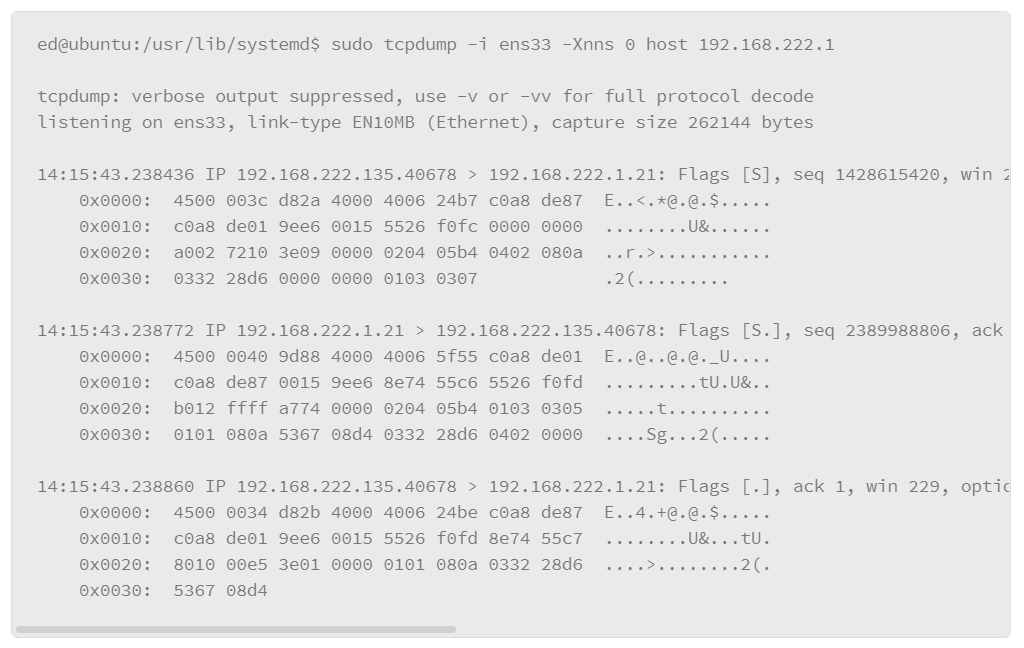 ed@ubuntu:/usr/lib/systemd$ sudo tcpdump -i ens33 -Xnns 0 host 192.168.222.1
tcpdump: verbose output suppressed, use -v or -vv for full protocol decode
listening on ens33, link-type EN10MB (Ethernet), capture size 262144 bytes
14:15:43.238436 IP 192.168.222.135.40678 > 192.168.222.1.21: Flags [S], seq 1428615420, win 2
0x0000:  4500 003c d82a 4000 4006 24b7 c0a8 de87  E..<.*@.@.$.....
0x0010:  c0a8 de01 9ee6 0015 5526 f0fc 0000 0000  ........U&......
0x0020:  a002 7210 3e09 0000 0204 05b4 0402 080a  ..r.>...........
0x0030:  0332 28d6 0000 0000 0103 0307            .2(.........
14:15:43.238772 IP 192.168.222.1.21 > 192.168.222.135.40678: Flags [S.], seq 2389988806, ack
0x0000:  4500 0040 9d88 4000 4006 5f55 c0a8 de01  E..@..@.@._U....
0x0010:  c0a8 de87 0015 9ee6 8e74 55c6 5526 f0fd  .........tU.U&..
0x0020:  b012 ffff a774 0000 0204 05b4 0103 0305  .....t..........
0x0030:  0101 080a 5367 08d4 0332 28d6 0402 0000  ....Sg...2(.....
14:15:43.238860 IP 192.168.222.135.40678 > 192.168.222.1.21: Flags [.], ack 1, win 229, optio
0x0000:  4500 0034 d82b 4000 4006 24be c0a8 de87  E..4.+@.@.$.....
0x0010:  c0a8 de01 9ee6 0015 5526 f0fd 8e74 55c7  ........U&...tU.
0x0020:  8010 00e5 3e01 0000 0101 080a 0332 28d6  ....>........2(.
0x0030:  5367 08d4